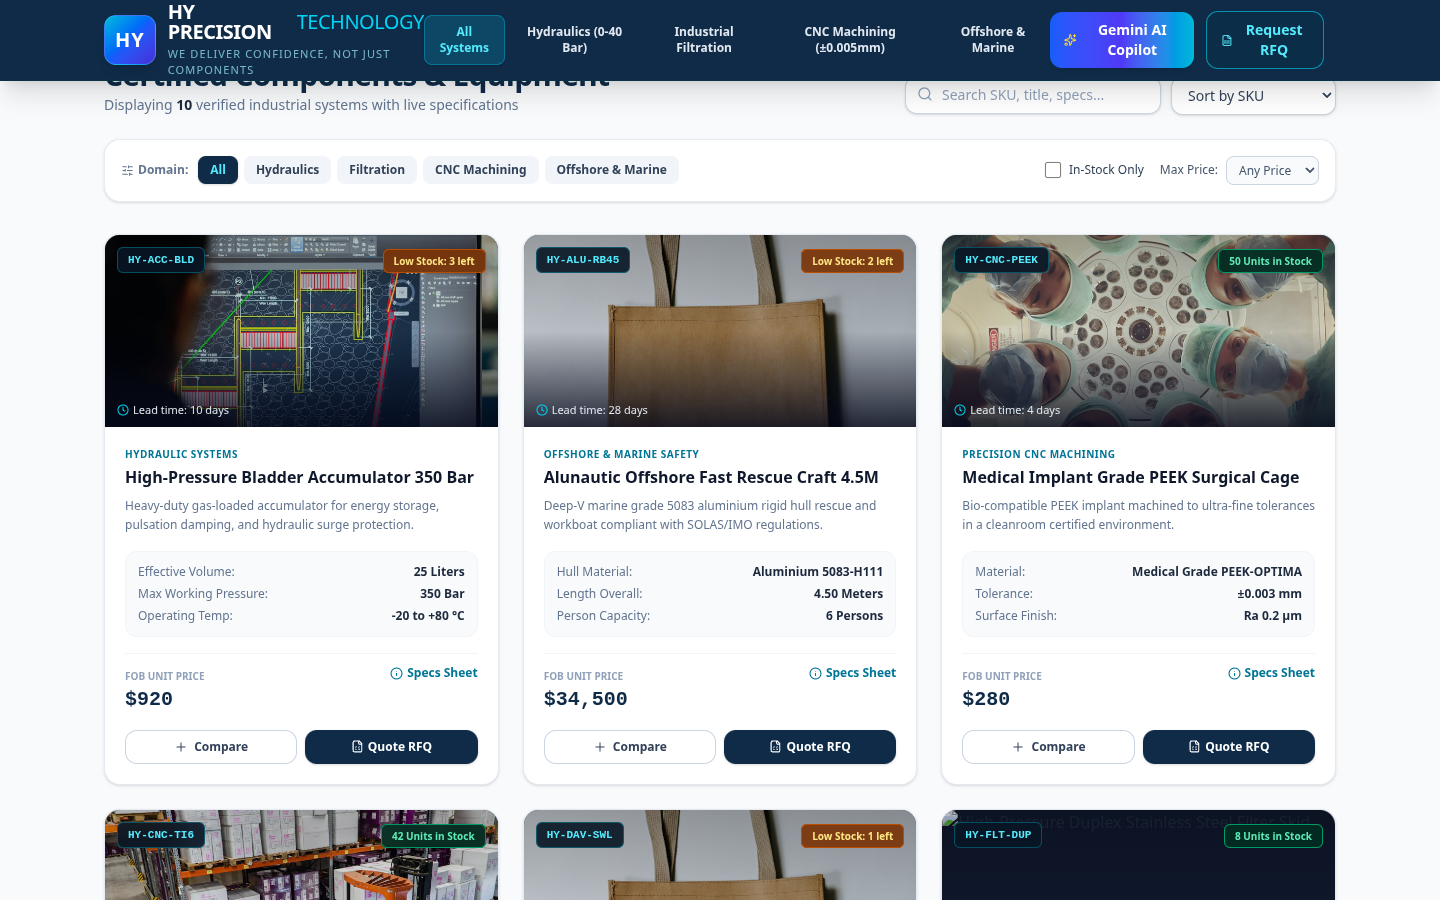 HY
HY
PRECISION
TECHNOLOGY
WE DELIVER CONFIDENCE, NOT JUST
COMPONENTS
All
Systems
Hydraulics (0-40
Bar)
Industrial
Filtration
CNC Machining
(±0.005mm)
Offshore &
Marine
Gemini AI
Copilot
Request
RFQ
Certified Components & Equipment
Displaying 10 verified industrial systems with live specifications
Search SKU, title, specs...
Sort by SKU
Domain:
All
Hydraulics
Filtration
CNC Machining
Offshore & Marine
In-Stock Only
Max Price:
Any Price
HY-ACC-BLD
Low Stock: 3 left
Lead time: 10 days
HYDRAULIC SYSTEMS
High-Pressure Bladder Accumulator 350 Bar
Heavy-duty gas-loaded accumulator for energy storage,
pulsation damping, and hydraulic surge protection.
Effective Volume: 25 Liters
Max Working Pressure: 350 Bar
Operating Temp: -20 to +80 °C
FOB UNIT PRICE
Specs Sheet
$920
Compare
Quote RFQ
HY-ALU-RB45
Low Stock: 2 left
Lead time: 28 days
OFFSHORE & MARINE SAFETY
Alunautic Offshore Fast Rescue Craft 4.5M
Deep-V marine grade 5083 aluminium rigid hull rescue and
workboat compliant with SOLAS/IMO regulations.
Hull Material: Aluminium 5083-H111
Length Overall: 4.50 Meters
Person Capacity: 6 Persons
FOB UNIT PRICE
Specs Sheet
$34,500
Compare
Quote RFQ
HY-CNC-PEEK
50 Units in Stock
Lead time: 4 days
PRECISION CNC MACHINING
Medical Implant Grade PEEK Surgical Cage
Bio-compatible PEEK implant machined to ultra-fine tolerances
in a cleanroom certified environment.
Material: Medical Grade PEEK-OPTIMA
Tolerance: ±0.003 mm
Surface Finish: Ra 0.2 μm
FOB UNIT PRICE
Specs Sheet
$280
Compare
Quote RFQ
HY-CNC-TI6
42 Units in Stock
HY-DAV-SWL
Low Stock: 1 left
High-Pressure Duplex Stainless Steel Filter Skid
HY-FLT-DUP
8 Units in Stock